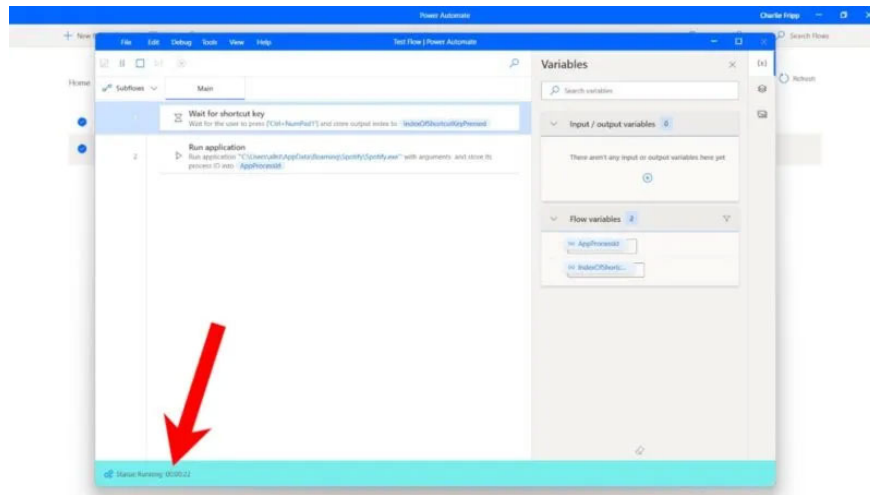 Power Automate
Charlie Fripp
New
Search Flows
File Edit Debug Tools View Help
Test Flow | Power Automate
Variables
{x}
Refresh
Home
Subflows
Main
Search variables
1
Wait for shortcut key
Wait for the user to press ('Ctrl+NumPad1') and store output index to IndexOfShortcutKeyPressed
Input / output variables 0
2
Run application
Run application "C:\Users\
\AppData\Roaming\Spotify\Spotify.exe" with arguments and store its
process ID into AppProcessId
There aren't any input or output variables here yet
Flow variables 2
(x) AppProcessId
(x) IndexOfShortc...
Status: Running: 00:00:22